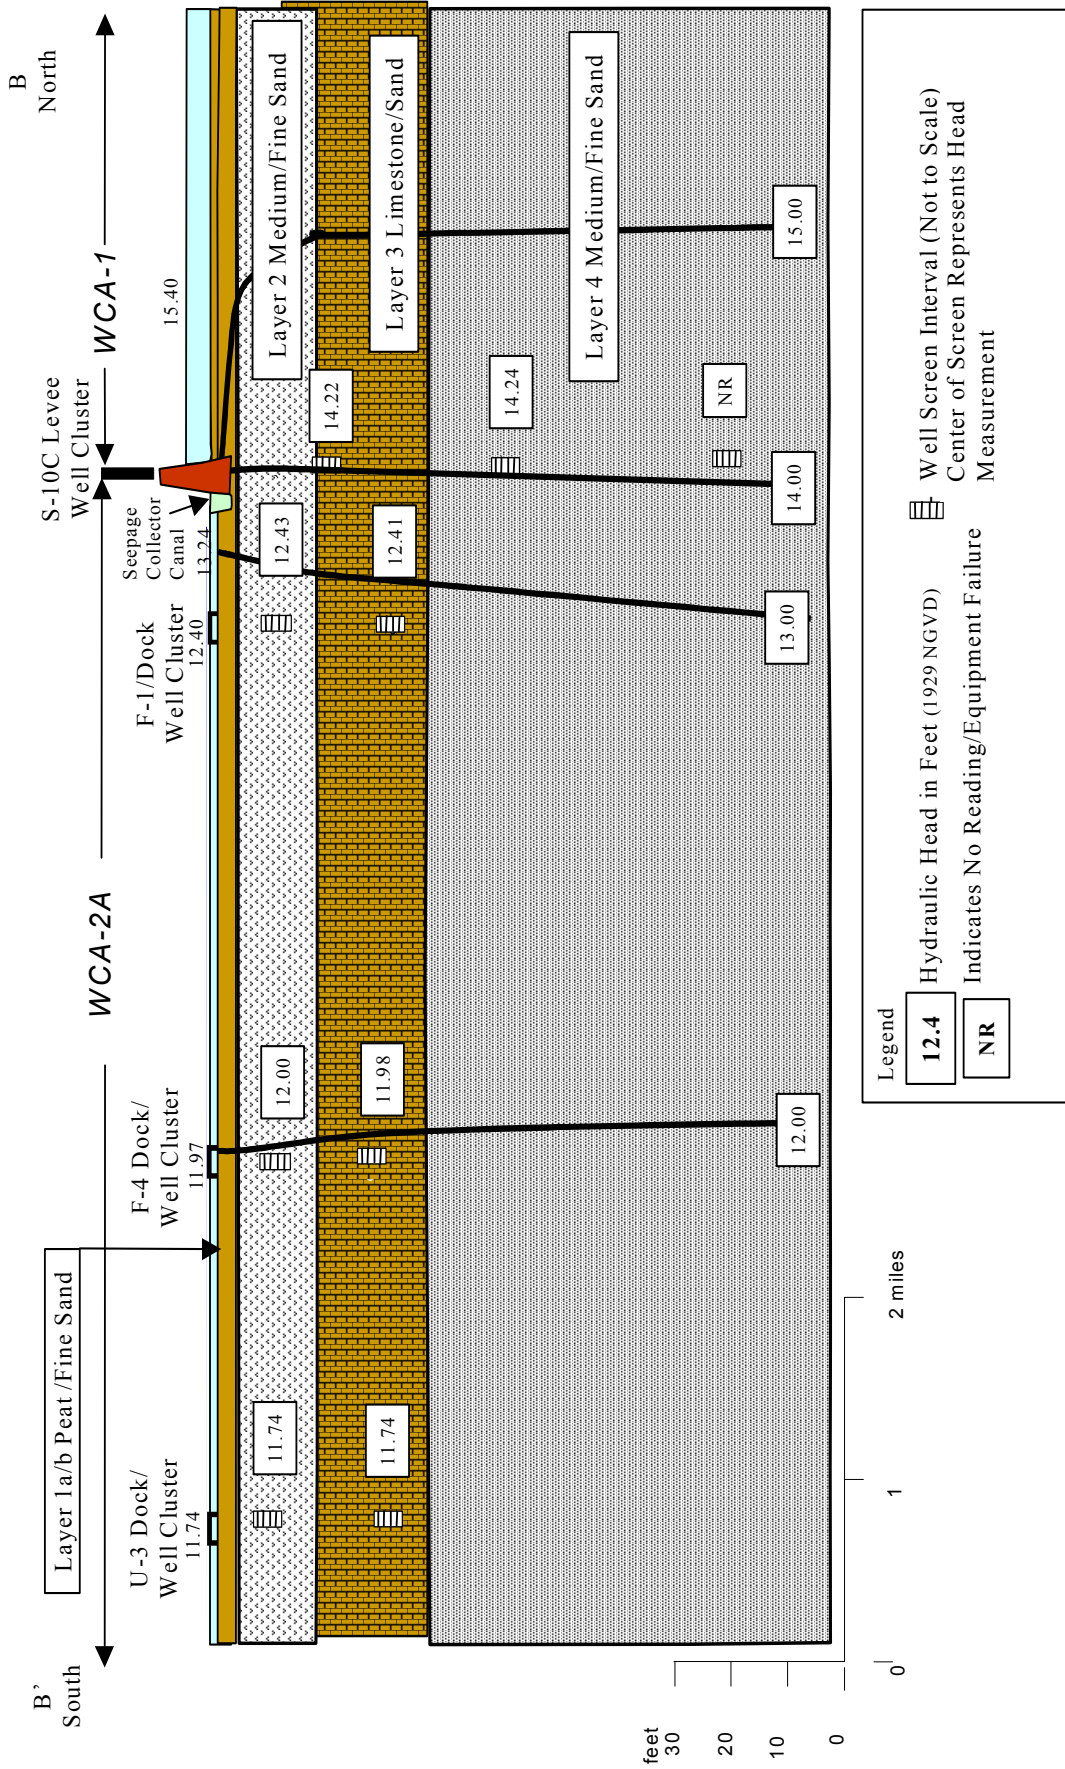 B'
South
B
North
WCA-2A
WCA-1
S-10C Levee
Well Cluster
Layer 1a/b Peat/Fine Sand
U-3 Dock/
Well Cluster
11.74
F-4 Dock/
Well Cluster
11.97
F-1/Dock
Well Cluster
12.40
Seepage
Collector
Canal
13.24
15.40
11.74
12.00
12.43
Layer 2 Medium/Fine Sand
14.22
11.74
11.98
12.41
Layer 3 Limestone/Sand
14.24
Layer 4 Medium/Fine Sand
NR
12.00
13.00
14.00
15.00
feet
30
20
10
0
0
1
2 miles
Legend
12.4
Hydraulic Head in Feet (1929 NGVD)
NR
Indicates No Reading/Equipment Failure
Well Screen Interval (Not to Scale)
Center of Screen Represents Head
Measurement